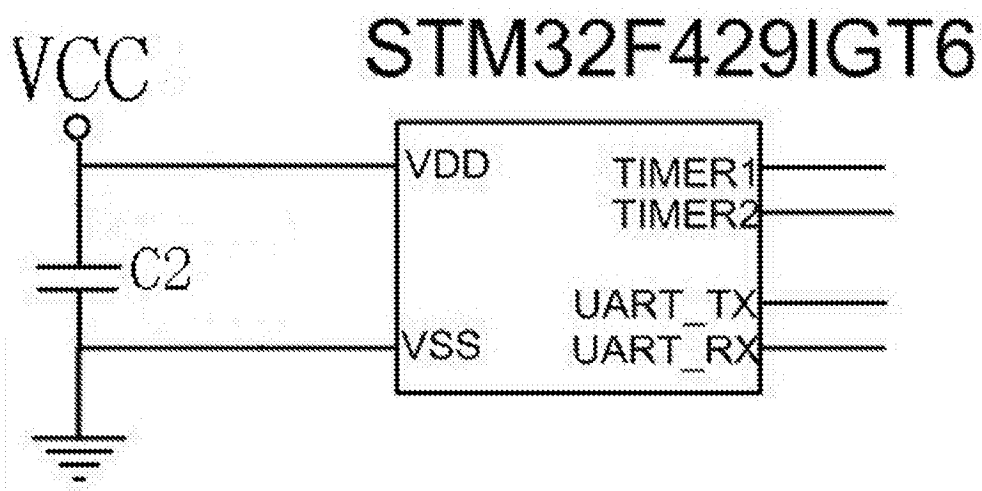 STM32F429IGT6
VCC
VDD
TIMER1
TIMER2
C2
UART_TX
VSS
UART_RX